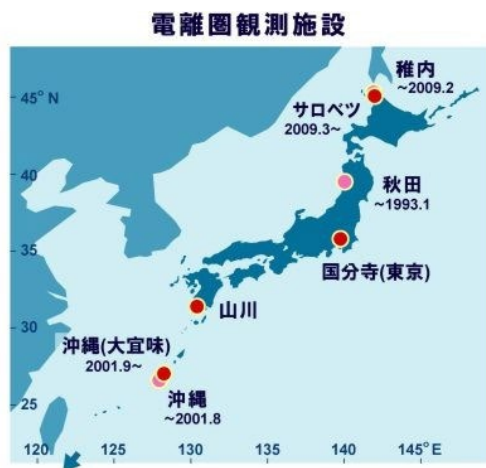 電離圏観測施設
45°N
稚内
~2009.2
サロベツ
2009.3~
40
秋田
~1993.1
35
国分寺(東京)
山川
30
沖縄(大宜味)
2001.9~
沖縄
~2001.8
25
120
125
130
135
140
145°E